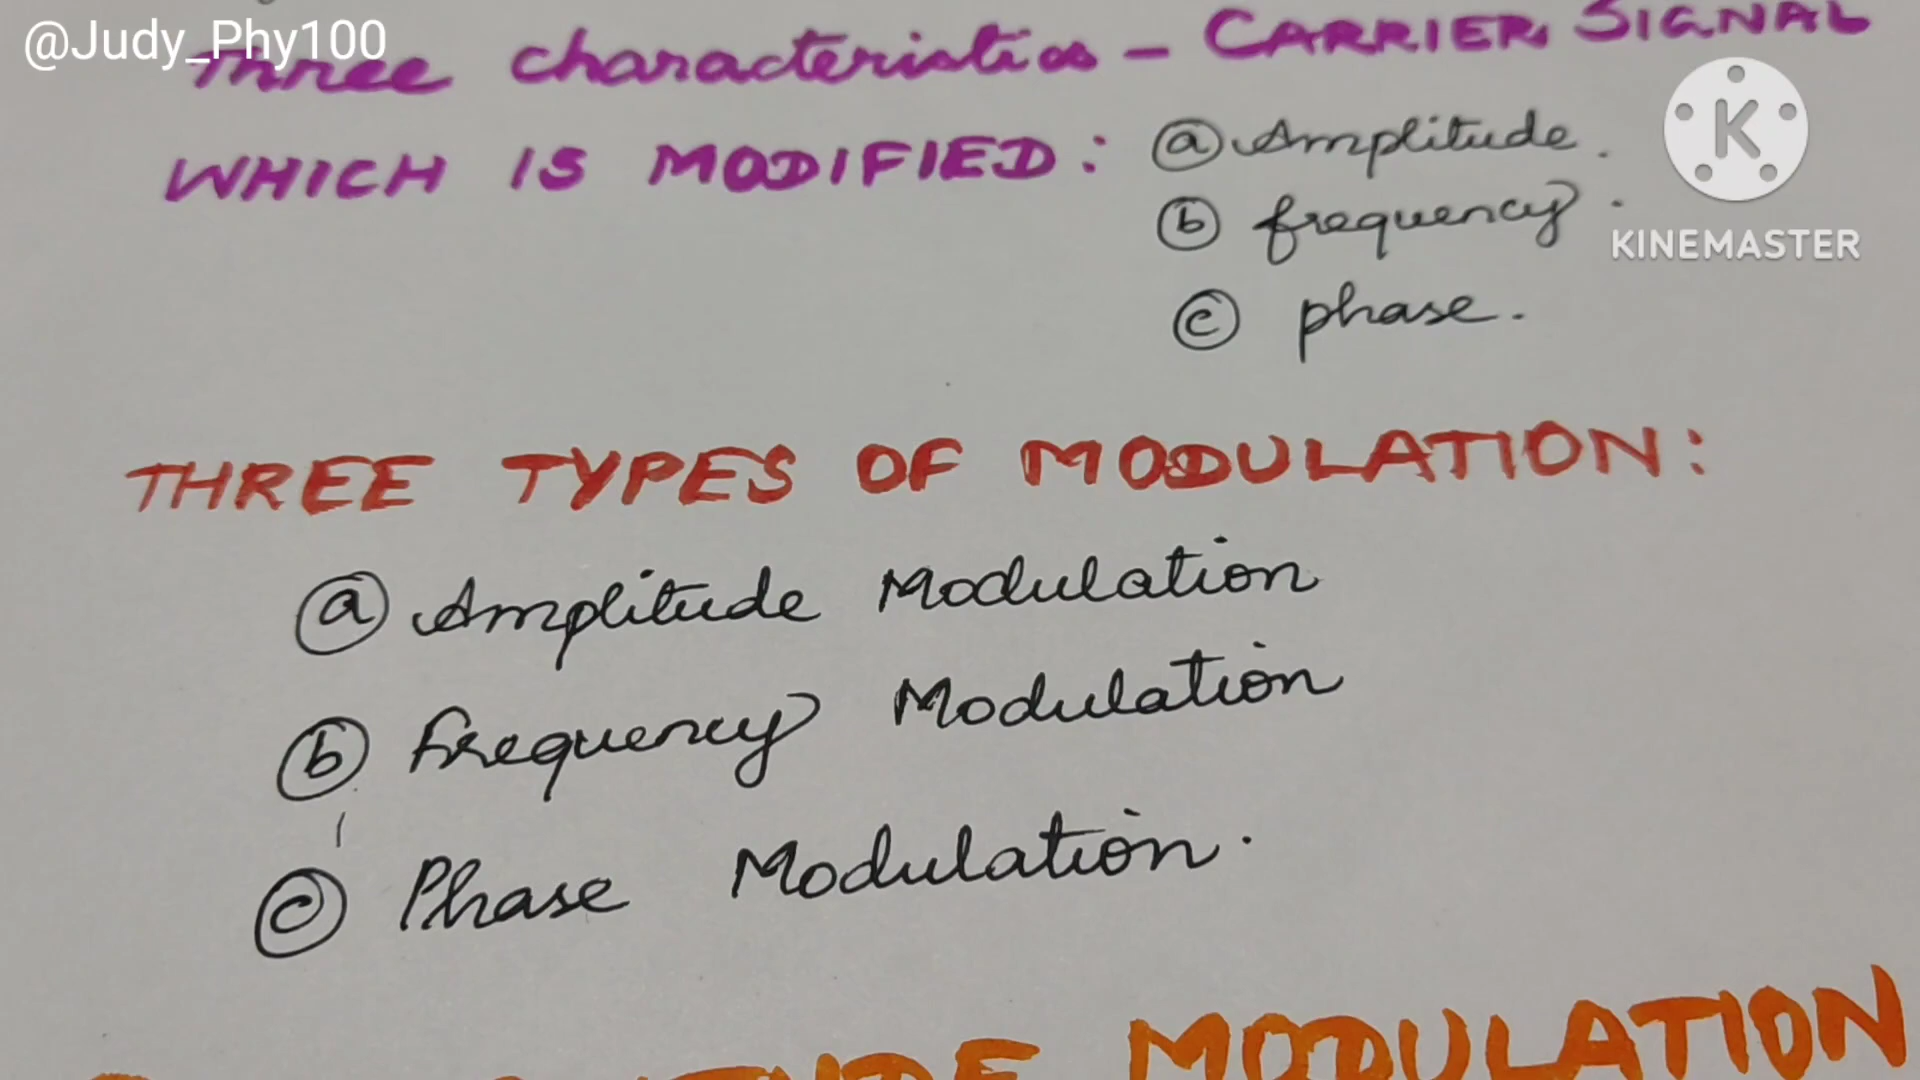 @Judy_Phy100
Three characteristics - CARRIER SIGNAL
WHICH IS MODIFIED: ⓐ Amplitude.
ⓑ frequency.
ⓒ phase.
KINEMASTER
THREE TYPES OF MODULATION:
ⓐ Amplitude Modulation
ⓑ Frequency Modulation
ⓒ Phase Modulation.
MODULATION